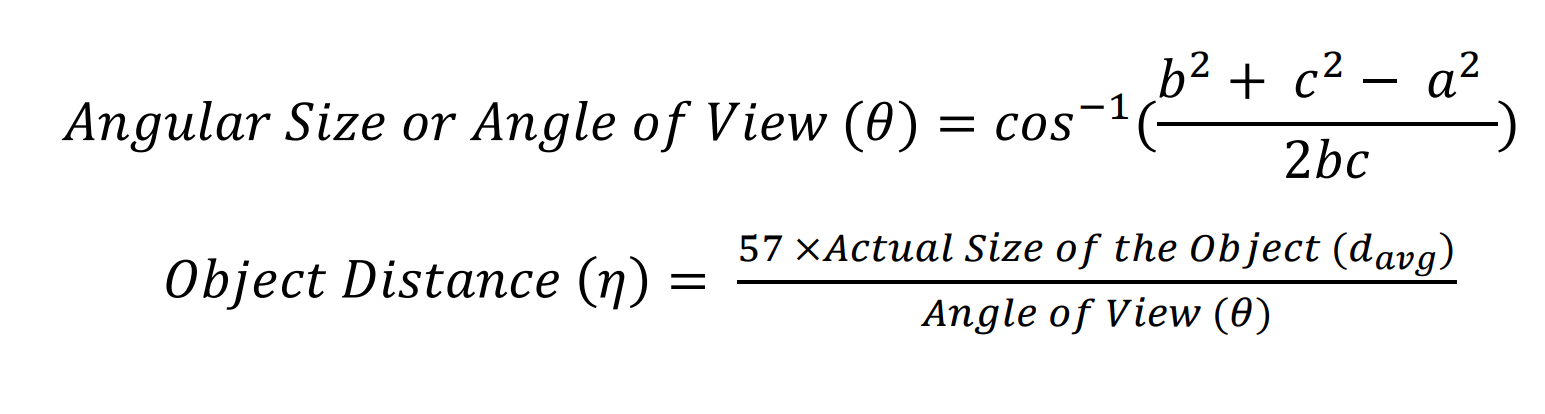 Angular Size or Angle of View (θ) = cos⁻¹(b² + c² − a² / 2bc)
Object Distance (η) = 57 ×Actual Size of the Object (d_avg) / Angle of View (θ)